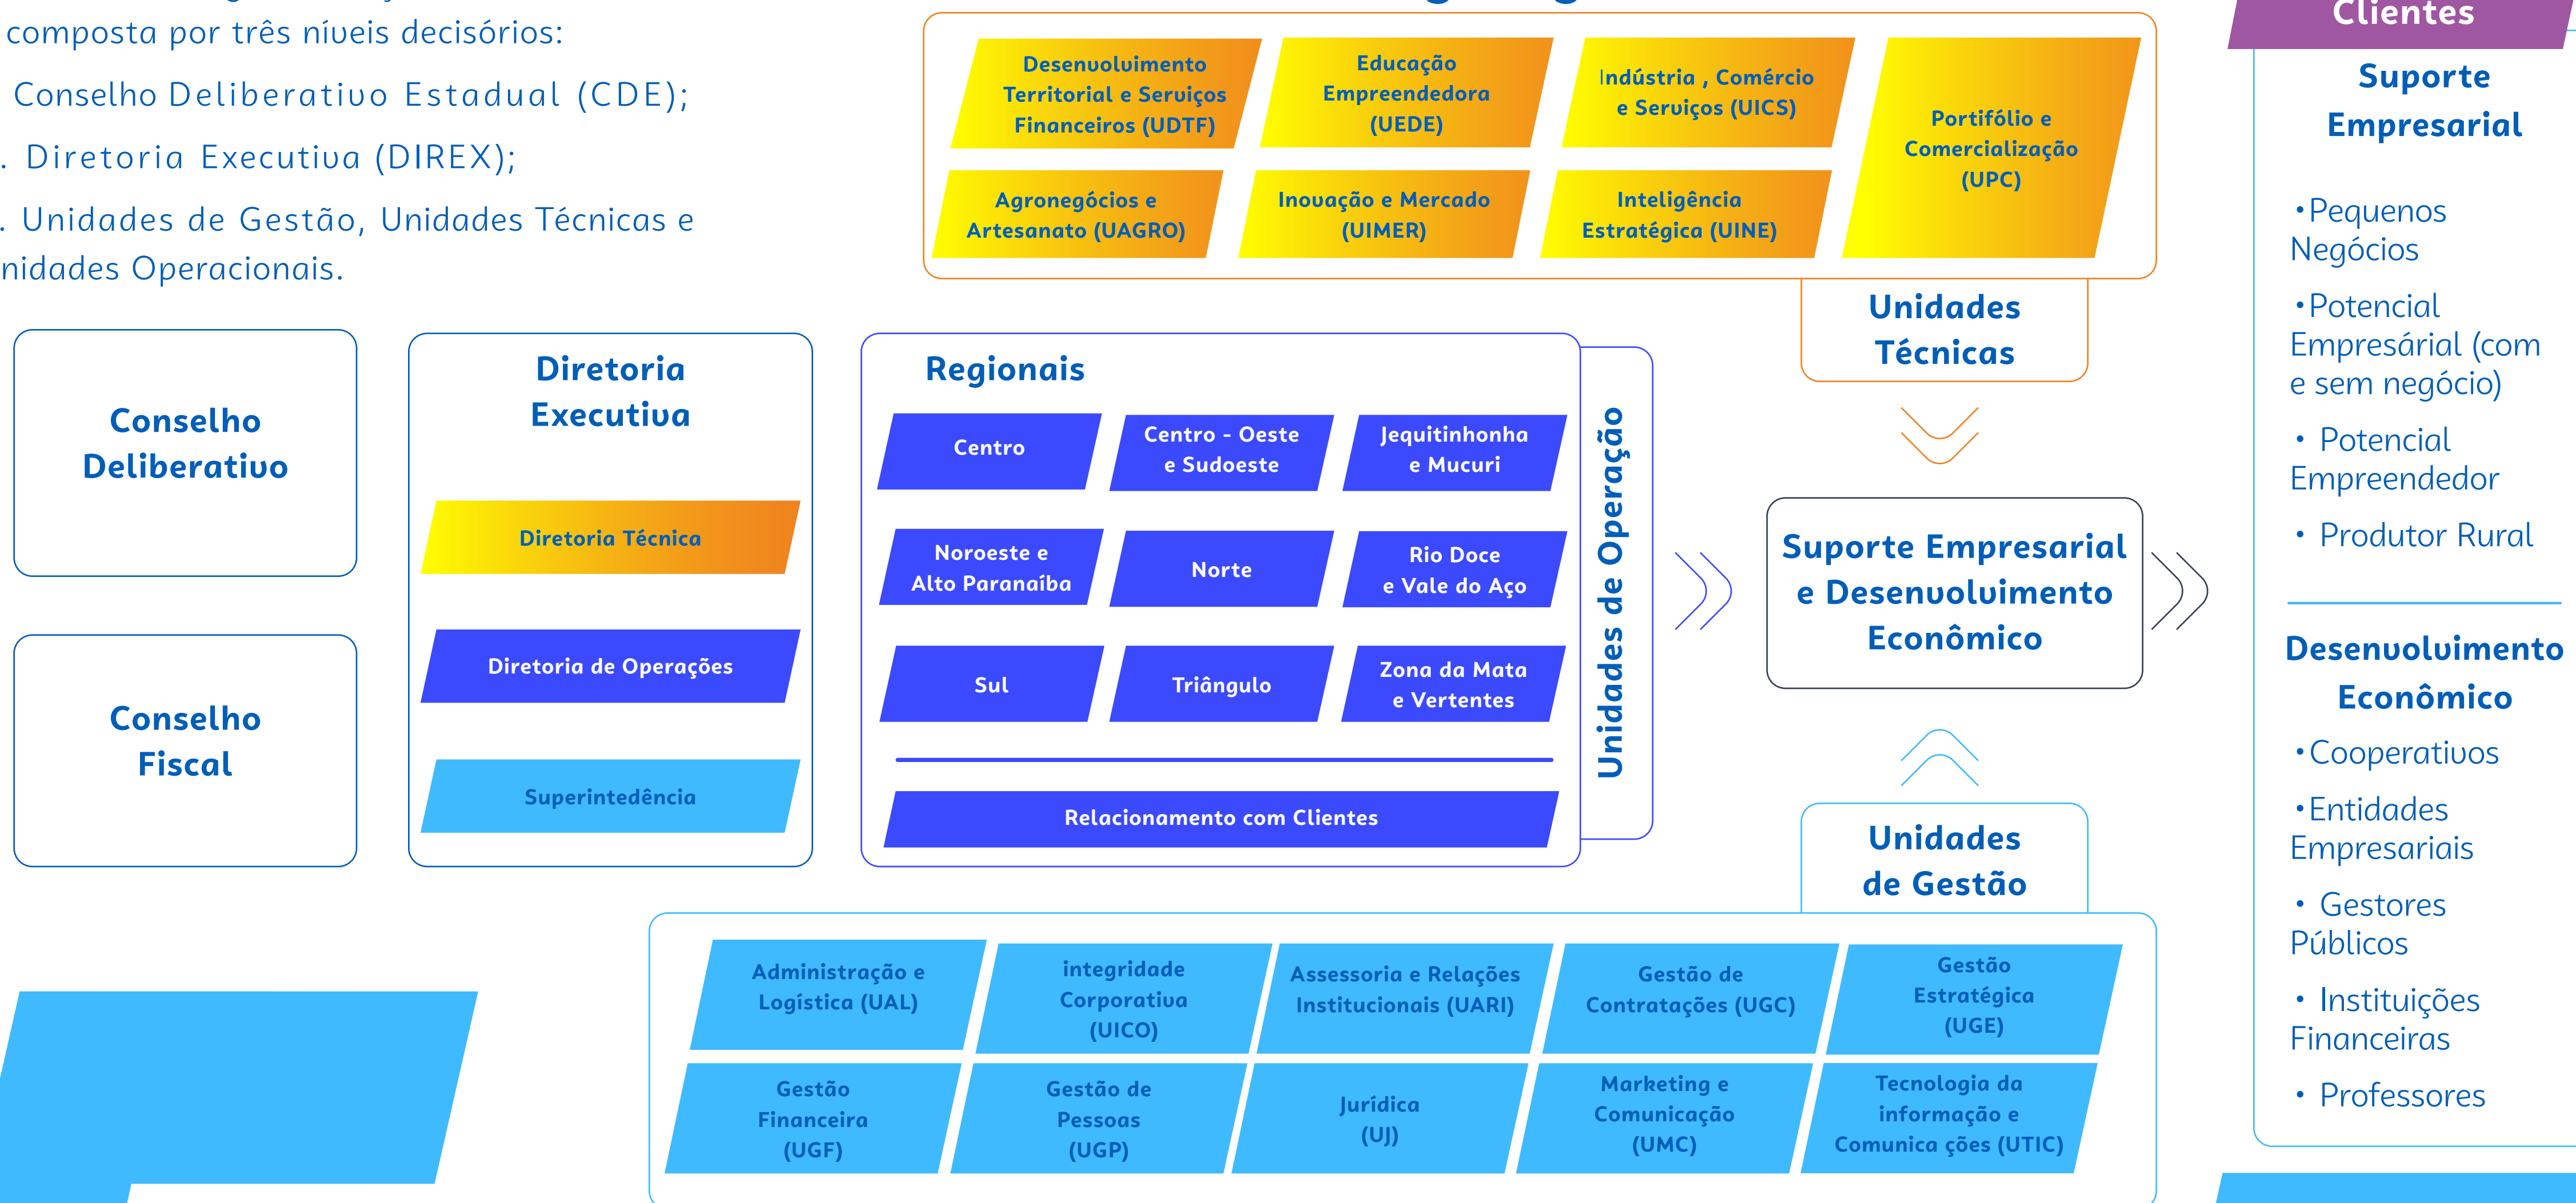 composta por três níveis decisórios:
Conselho Deliberativo Estadual (CDE);
. Diretoria Executiva (DIREX);
. Unidades de Gestão, Unidades Técnicas e
nidades Operacionais.
Desenvolvimento
Territorial e Serviços
Financeiros (UDTF)
Educação
Empreendedora
(UEDE)
Indústria , Comércio
e Serviços (UICS)
Portifólio e
Comercialização
(UPC)
Agronegócios e
Artesanato (UAGRO)
Inovação e Mercado
(UIMER)
Inteligência
Estratégica (UINE)
Unidades
Técnicas
Conselho
Deliberativo
Conselho
Fiscal
Diretoria
Executiva
Diretoria Técnica
Diretoria de Operações
Superintedência
Regionais
Centro
Centro - Oeste
e Sudoeste
Jequitinhonha
e Mucuri
Noroeste e
Alto Paranaíba
Norte
Rio Doce
e Vale do Aço
Sul
Triângulo
Zona da Mata
e Vertentes
Relacionamento com Clientes
Unidades de Operação
Suporte Empresarial
e Desenvolvimento
Econômico
Unidades
de Gestão
Administração e
Logística (UAL)
integridade
Corporativa
(UICO)
Assessoria e Relações
Institucionais (UARI)
Gestão de
Contratações (UGC)
Gestão
Estratégica
(UGE)
Gestão
Financeira
(UGF)
Gestão de
Pessoas
(UGP)
Jurídica
(UJ)
Marketing e
Comunicação
(UMC)
Tecnologia da
informação e
Comunica ções (UTIC)
Clientes
Suporte
Empresarial
•Pequenos
Negócios
•Potencial
Empresárial (com
e sem negócio)
• Potencial
Empreendedor
• Produtor Rural
Desenvolvimento
Econômico
•Cooperativos
•Entidades
Empresariais
• Gestores
Públicos
• Instituições
Financeiras
• Professores